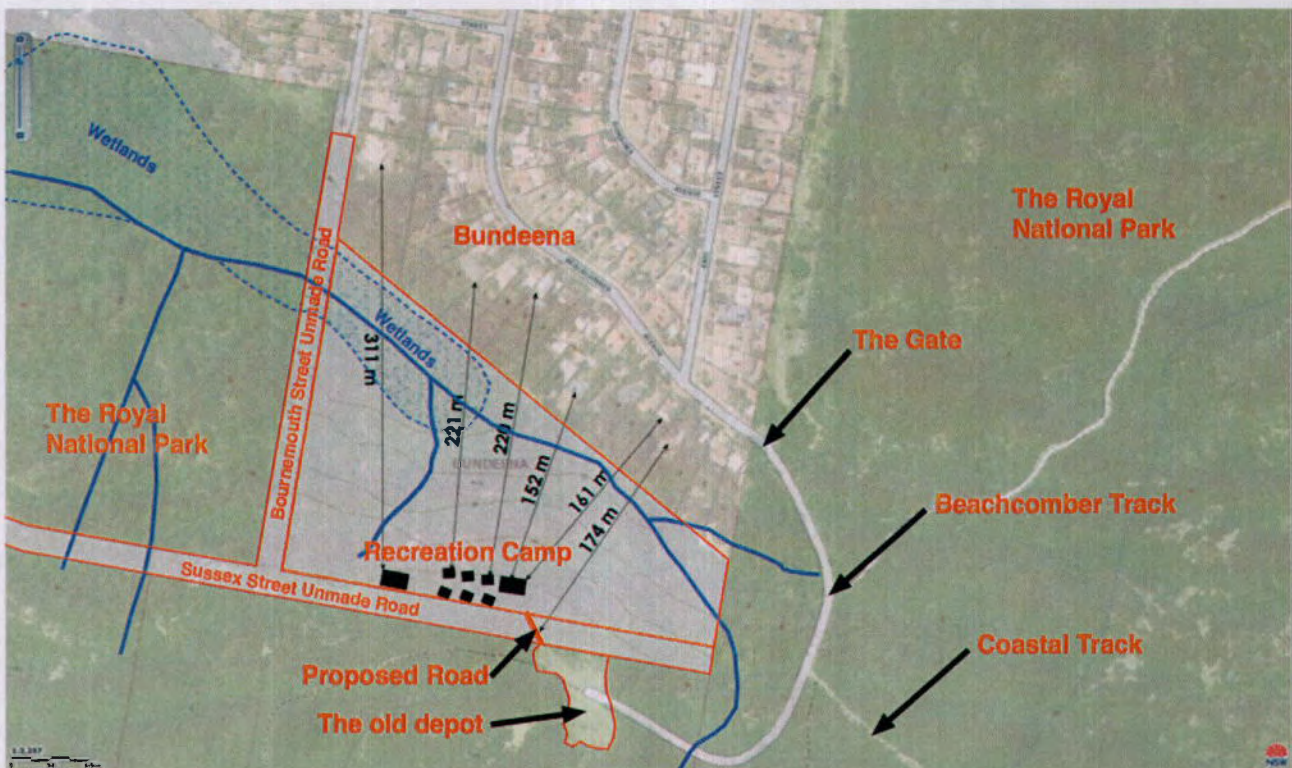 Wetlands
The Royal
National Park
Bundeena
Bournemouth Street Unmade Road
311 m
Wetlands
The Gate
The Royal
National Park
221 m
220 m
BUNDEENA
152 m
161 m
174 m
Beachcomber Track
Recreation Camp
Sussex Street Unmade Road
Coastal Track
Proposed Road
The old depot
NSW